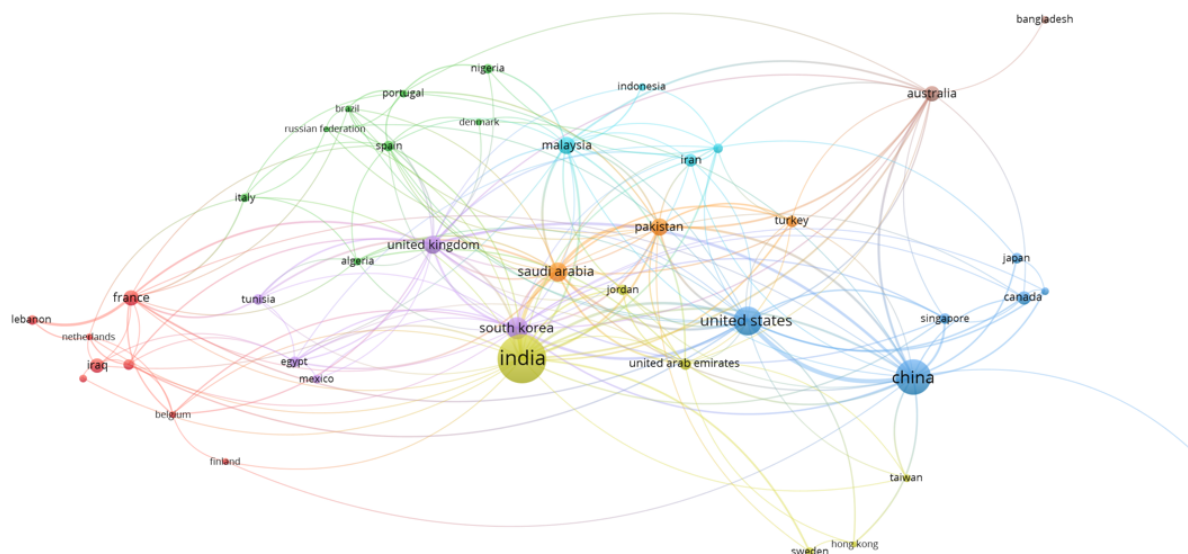 bangladesh
nigeria
indonesia
portugal
australia
brazil
denmark
russian federation
spain
malaysia
iran
italy
turkey
pakistan
united kingdom
algeria
japan
saudi arabia
jordan
tunisia
france
canada
lebanon
singapore
united states
south korea
netherlands
india
egypt
united arab emirates
iraq
mexico
china
belgium
finland
taiwan
hong kong
sweden